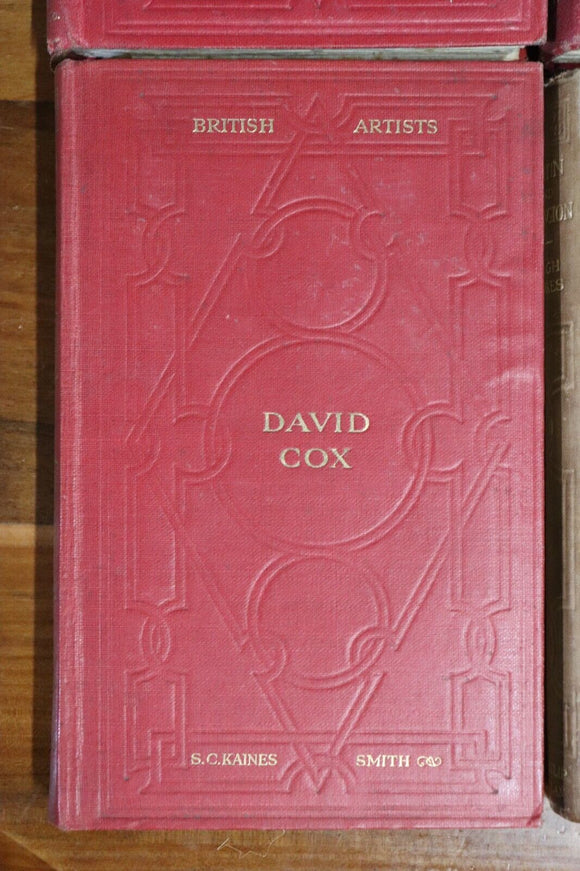 BRITISH ARTISTS
DAVID
COX
S.C. KAINES SMITH